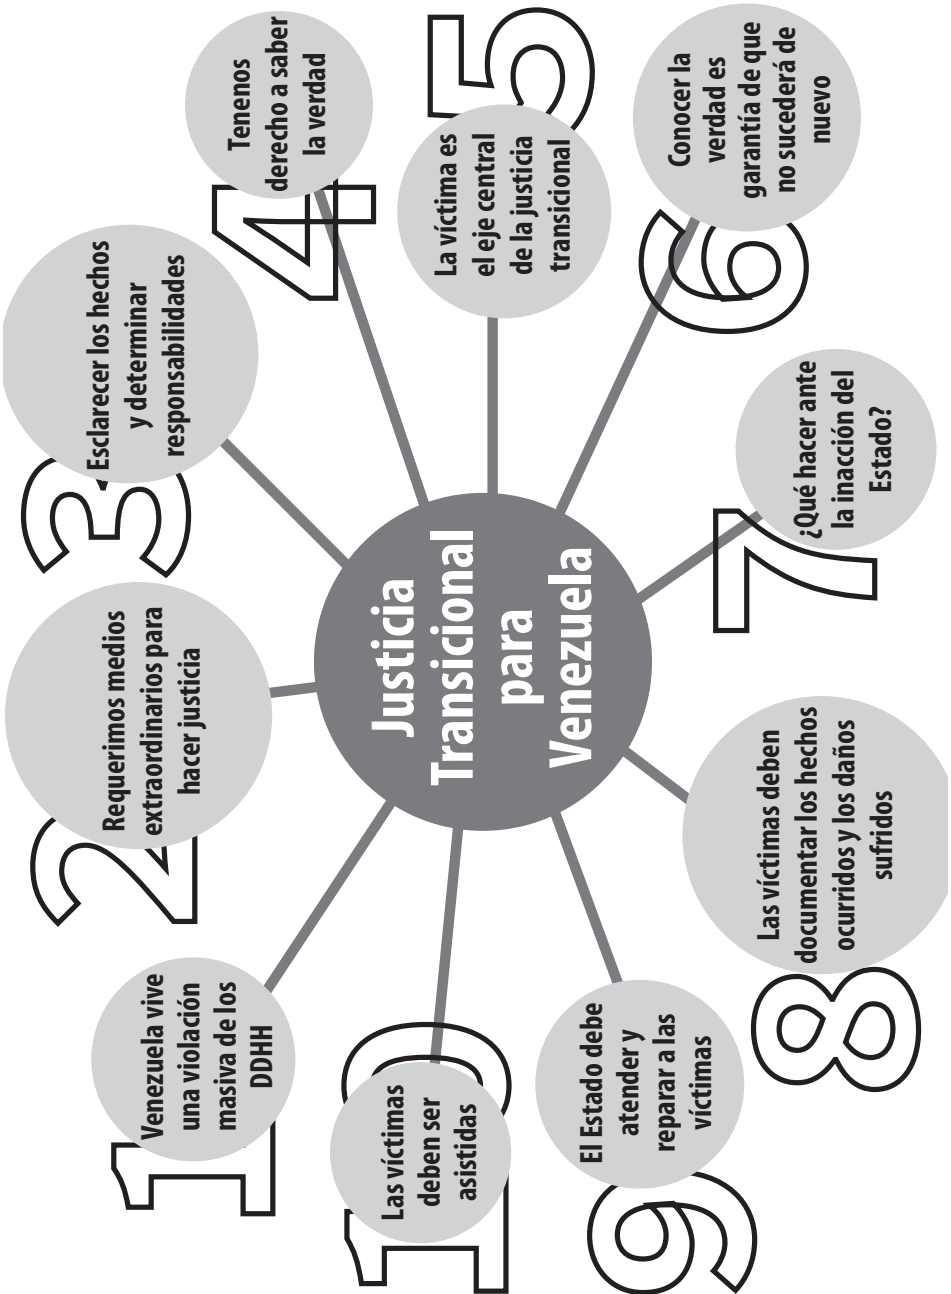 Justicia
Transicional
para
Venezuela
1
Venezuela vive
una violación
masiva de los
DDHH
2
Requerimos medios
extraordinarios para
hacer justicia
3
Esclarecer los hechos
y determinar
responsabilidades
4
Tenenos
derecho a saber
la verdad
5
La víctima es
el eje central
de la justicia
transicional
6
Conocer la
verdad es
garantía de que
no sucederá de
nuevo
7
¿Qué hacer ante
la inacción del
Estado?
8
Las víctimas deben
documentar los hechos
ocurridos y los daños
sufridos
9
El Estado debe
atender y
reparar a las
víctimas
10
Las víctimas
deben ser
asistidas